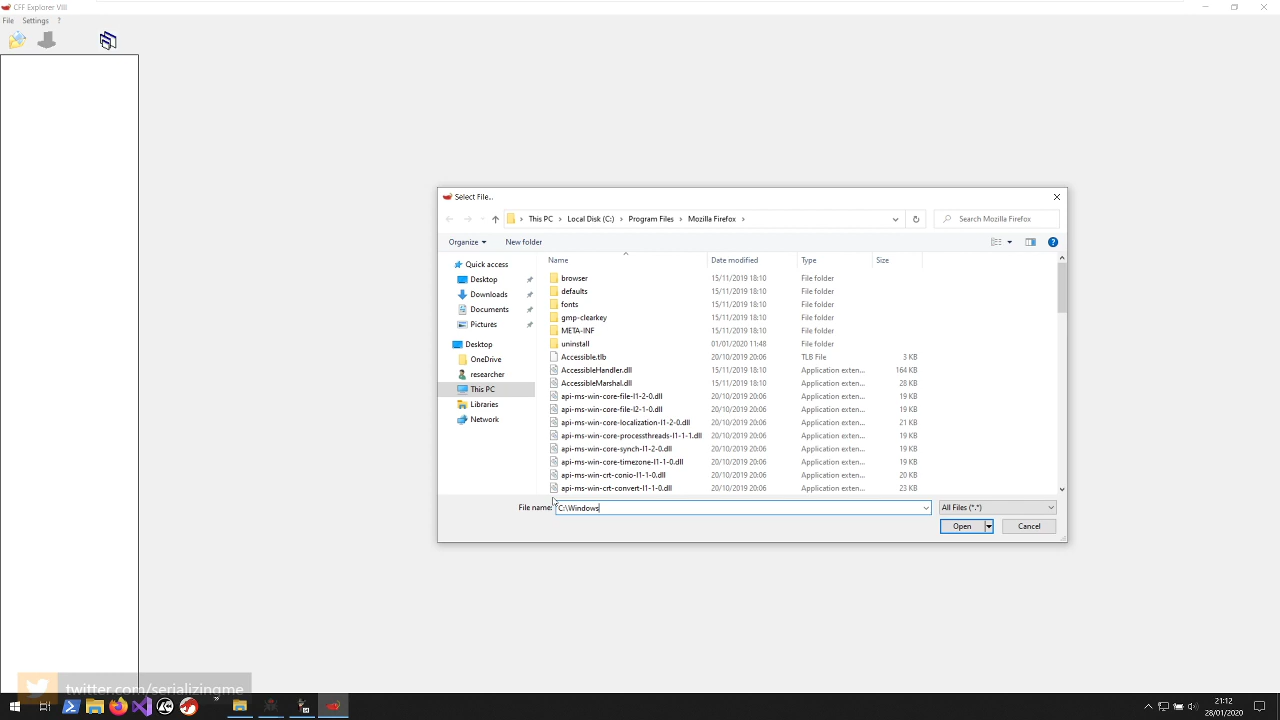 CFF Explorer VIII
File Settings ?
Select File...
This PC Local Disk (C:) Program Files Mozilla Firefox
Search Mozilla Firefox
Organize New folder
Name Date modified Type Size
Quick access
Desktop
Downloads
Documents
Pictures
Desktop
OneDrive
researcher
This PC
Libraries
Network
browser 15/11/2019 18:10 File folder
defaults 15/11/2019 18:10 File folder
fonts 15/11/2019 18:10 File folder
gmp-clearkey 15/11/2019 18:10 File folder
META-INF 15/11/2019 18:10 File folder
uninstall 01/01/2020 11:48 File folder
Accessible.tlb 20/10/2019 20:06 TLB File 3 KB
AccessibleHandler.dll 15/11/2019 18:10 Application exten... 164 KB
AccessibleMarshal.dll 15/11/2019 18:10 Application exten... 28 KB
api-ms-win-core-file-l1-2-0.dll 20/10/2019 20:06 Application exten... 19 KB
api-ms-win-core-file-l2-1-0.dll 20/10/2019 20:06 Application exten... 19 KB
api-ms-win-core-localization-l1-2-0.dll 20/10/2019 20:06 Application exten... 21 KB
api-ms-win-core-processthreads-l1-1-1.dll 20/10/2019 20:06 Application exten... 19 KB
api-ms-win-core-synch-l1-2-0.dll 20/10/2019 20:06 Application exten... 19 KB
api-ms-win-core-timezone-l1-1-0.dll 20/10/2019 20:06 Application exten... 19 KB
api-ms-win-crt-conio-l1-1-0.dll 20/10/2019 20:06 Application exten... 20 KB
api-ms-win-crt-convert-l1-1-0.dll 20/10/2019 20:06 Application exten... 23 KB
File name: C:\Windows All Files (*.*)
Open Cancel
twitter.com/serializingme
21:12
28/01/2020